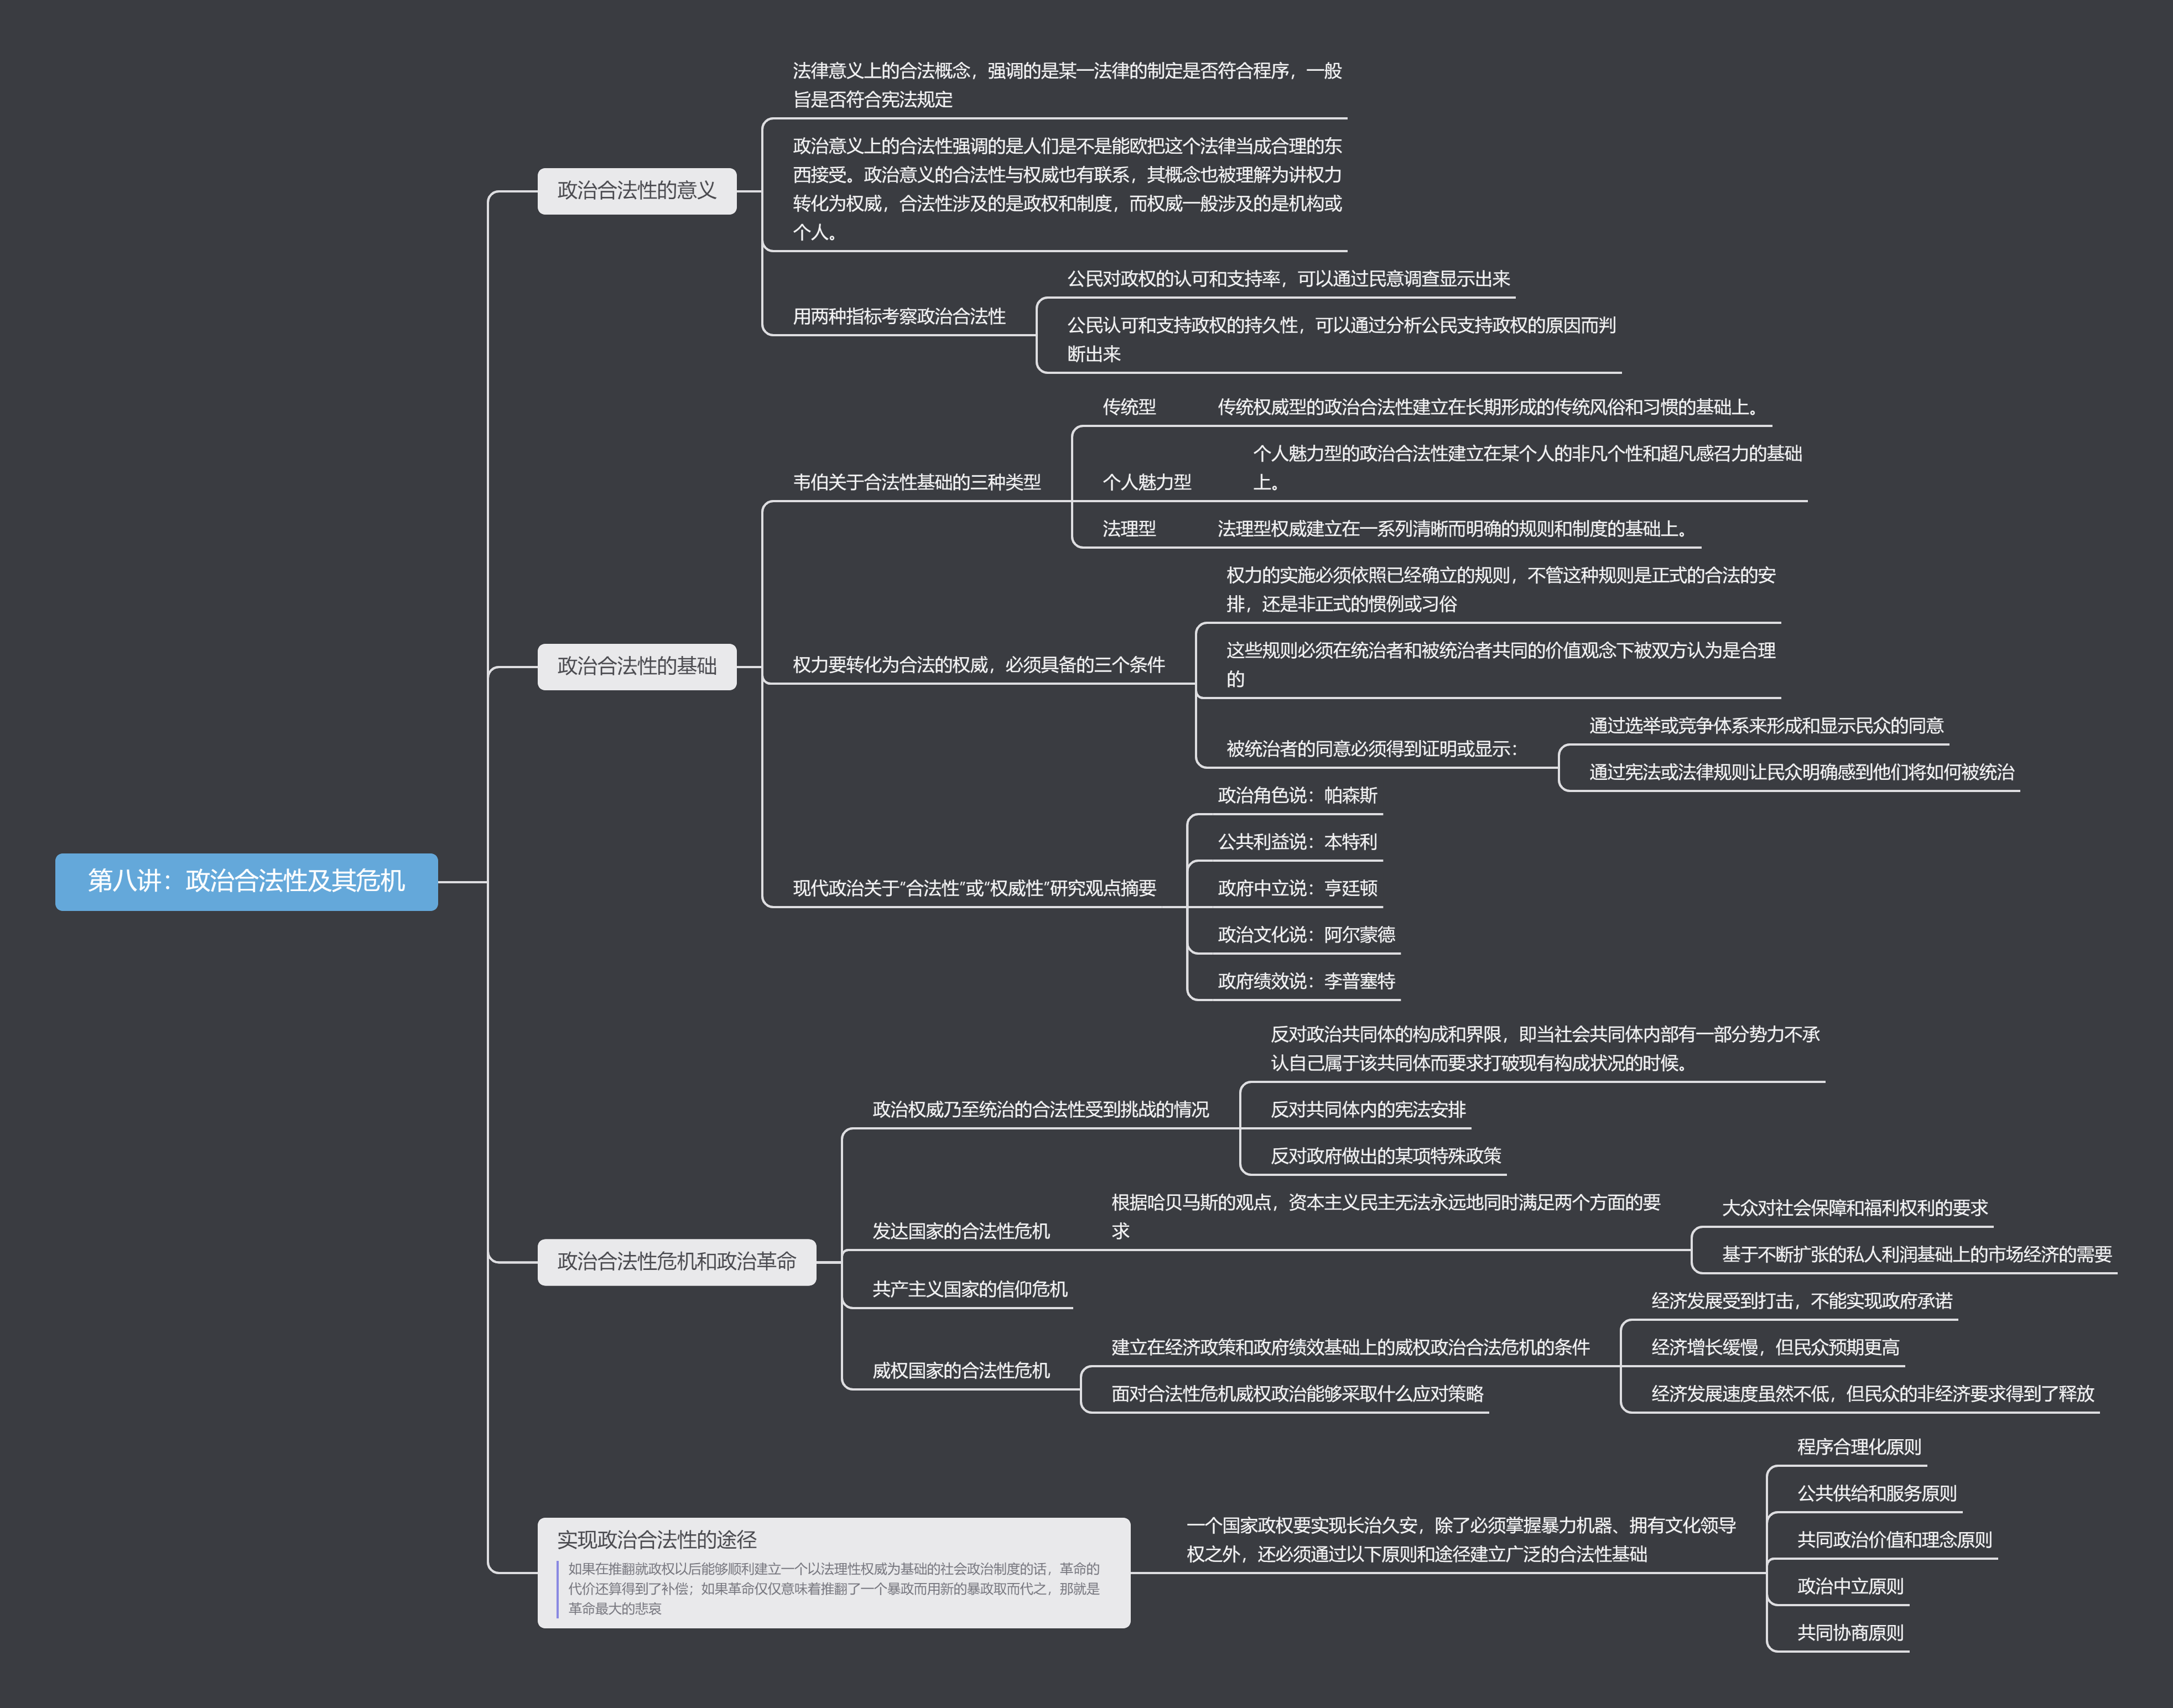 第八讲：政治合法性及其危机
政治合法性的意义
法律意义上的合法概念，强调的是某一法律的制定是否符合程序，一般
旨是否符合宪法规定
政治意义上的合法性强调的是人们是不是能欧把这个法律当成合理的东
西接受。政治意义的合法性与权威也有联系，其概念也被理解为讲权力
转化为权威，合法性涉及的是政权和制度，而权威一般涉及的是机构或
个人。
用两种指标考察政治合法性
公民对政权的认可和支持率，可以通过民意调查显示出来
公民认可和支持政权的持久性，可以通过分析公民支持政权的原因而判
断出来
政治合法性的基础
韦伯关于合法性基础的三种类型
传统型
传统权威型的政治合法性建立在长期形成的传统风俗和习惯的基础上。
个人魅力型
个人魅力型的政治合法性建立在某个人的非凡个性和超凡感召力的基础
上。
法理型
法理型权威建立在一系列清晰而明确的规则和制度的基础上。
权力要转化为合法的权威，必须具备的三个条件
权力的实施必须依照已经确立的规则，不管这种规则是正式的合法的安
排，还是非正式的惯例或习俗
这些规则必须在统治者和被统治者共同的价值观念下被双方认为是合理
的
被统治者的同意必须得到证明或显示：
通过选举或竞争体系来形成和显示民众的同意
通过宪法或法律规则让民众明确感到他们将如何被统治
现代政治关于“合法性”或“权威性”研究观点摘要
政治角色说：帕森斯
公共利益说：本特利
政府中立说：亨廷顿
政治文化说：阿尔蒙德
政府绩效说：李普塞特
政治合法性危机和政治革命
政治权威乃至统治的合法性受到挑战的情况
反对政治共同体的构成和界限，即当社会共同体内部有一部分势力不承
认自己属于该共同体而要求打破现有构成状况的时候。
反对共同体内的宪法安排
反对政府做出的某项特殊政策
发达国家的合法性危机
根据哈贝马斯的观点，资本主义民主无法永远地同时满足两个方面的要
求
大众对社会保障和福利权利的要求
基于不断扩张的私人利润基础上的市场经济的需要
共产主义国家的信仰危机
威权国家的合法性危机
建立在经济政策和政府绩效基础上的威权政治合法危机的条件
经济发展受到打击，不能实现政府承诺
经济增长缓慢，但民众预期更高
经济发展速度虽然不低，但民众的非经济要求得到了释放
面对合法性危机威权政治能够采取什么应对策略
实现政治合法性的途径
如果在推翻就政权以后能够顺利建立一个以法理性权威为基础的社会政治制度的话，革命的
代价还算得到了补偿；如果革命仅仅意味着推翻了一个暴政而用新的暴政取而代之，那就是
革命最大的悲哀
一个国家政权要实现长治久安，除了必须掌握暴力机器、拥有文化领导
权之外，还必须通过以下原则和途径建立广泛的合法性基础
程序合理化原则
公共供给和服务原则
共同政治价值和理念原则
政治中立原则
共同协商原则